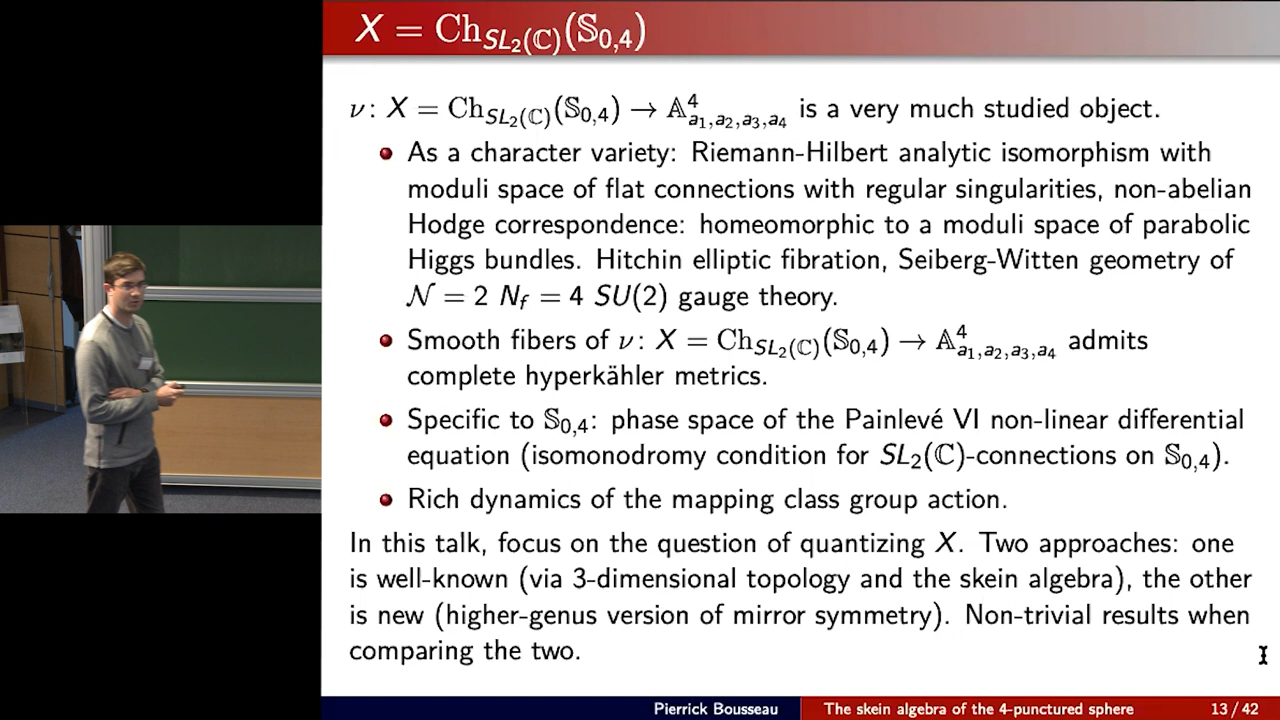 X = Ch_{SL_2(ℂ)}(𝕊_{0,4})
ν: X = Ch_{SL_2(ℂ)}(𝕊_{0,4}) → 𝔸^4_{a_1,a_2,a_3,a_4} is a very much studied object.
As a character variety: Riemann-Hilbert analytic isomorphism with
moduli space of flat connections with regular singularities, non-abelian
Hodge correspondence: homeomorphic to a moduli space of parabolic
Higgs bundles. Hitchin elliptic fibration, Seiberg-Witten geometry of
𝒩 = 2 N_f = 4 SU(2) gauge theory.
Smooth fibers of ν: X = Ch_{SL_2(ℂ)}(𝕊_{0,4}) → 𝔸^4_{a_1,a_2,a_3,a_4} admits
complete hyperkähler metrics.
Specific to 𝕊_{0,4}: phase space of the Painlevé VI non-linear differential
equation (isomonodromy condition for SL_2(ℂ)-connections on 𝕊_{0,4}).
Rich dynamics of the mapping class group action.
In this talk, focus on the question of quantizing X. Two approaches: one
is well-known (via 3-dimensional topology and the skein algebra), the other
is new (higher-genus version of mirror symmetry). Non-trivial results when
comparing the two.
Pierrick Bousseau The skein algebra of the 4-punctured sphere 13 / 42